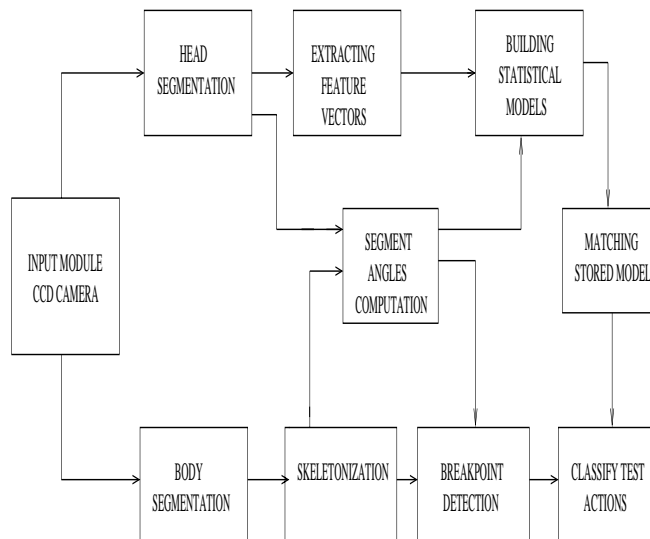 HEAD
SEGMENTATION
EXTRACTING
FEATURE
VECTORS
BUILDING
STATISTICAL
MODELS
INPUT MODULE
CCD CAMERA
SEGMENT
ANGLES
COMPUTATION
MATCHING
STORED MODEL
BODY
SEGMENTATION
SKELETONIZATION
BREAKPOINT
DETECTION
CLASSIFY TEST
ACTIONS